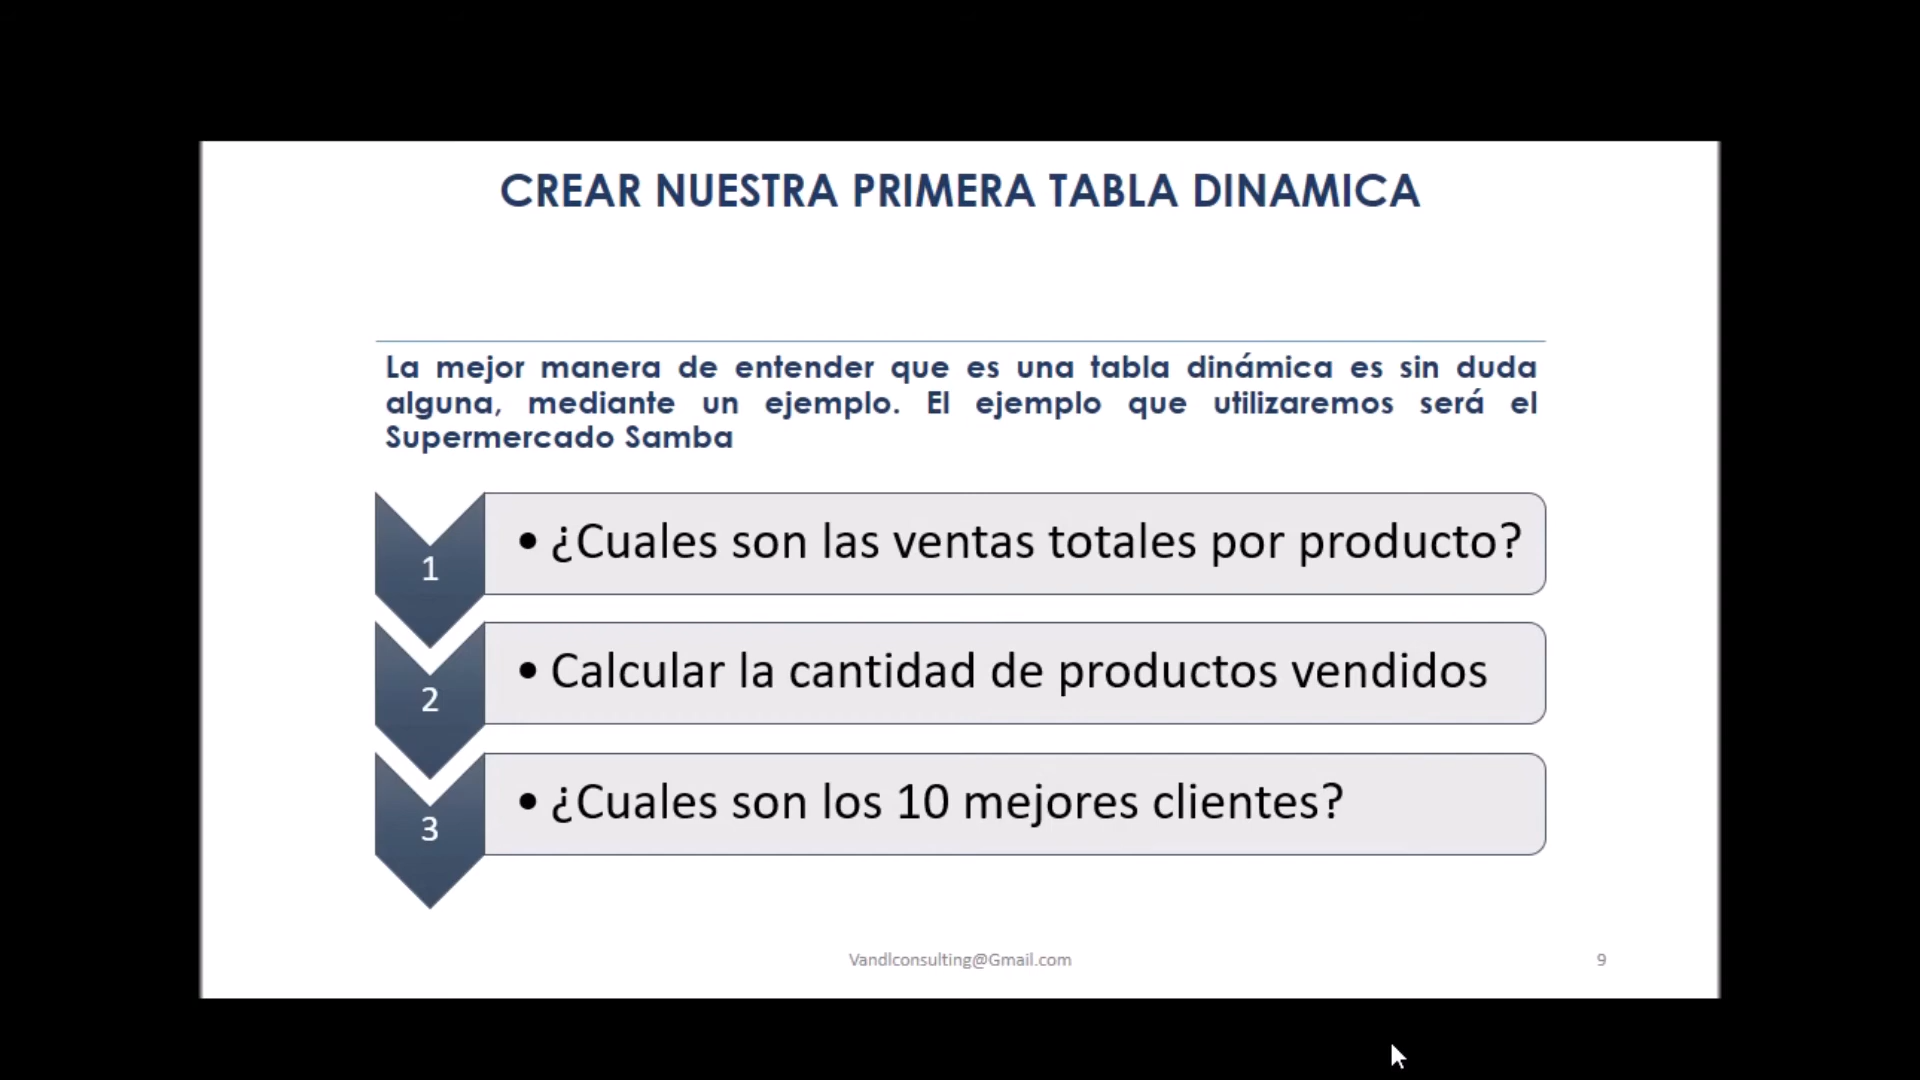 CREAR NUESTRA PRIMERA TABLA DINAMICA
La mejor manera de entender que es una tabla dinámica es sin duda
alguna, mediante un ejemplo. El ejemplo que utilizaremos será el
Supermercado Samba
1
• ¿Cuales son las ventas totales por producto?
2
• Calcular la cantidad de productos vendidos
3
• ¿Cuales son los 10 mejores clientes?
Vandlconsulting@Gmail.com
9